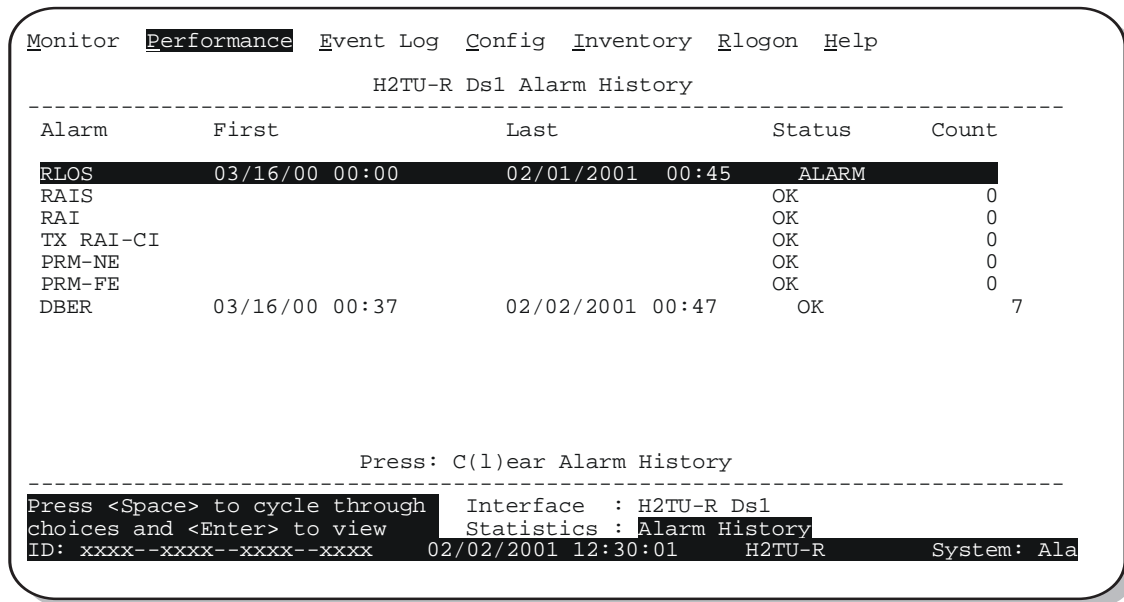 Monitor Performance Event Log Config Inventory Rlogon Help
H2TU-R Ds1 Alarm History
--------------------------------------------------------------------------------
Alarm First Last Status Count
RLOS 03/16/00 00:00 02/01/2001 00:45 ALARM
RAIS OK 0
RAI OK 0
TX RAI-CI OK 0
PRM-NE OK 0
PRM-FE OK 0
DBER 03/16/00 00:37 02/02/2001 00:47 OK 7
Press: C(l)ear Alarm History
--------------------------------------------------------------------------------
Press <Space> to cycle through Interface : H2TU-R Ds1
choices and <Enter> to view Statistics : Alarm History
ID: xxxx--xxxx--xxxx--xxxx 02/02/2001 12:30:01 H2TU-R System: Ala